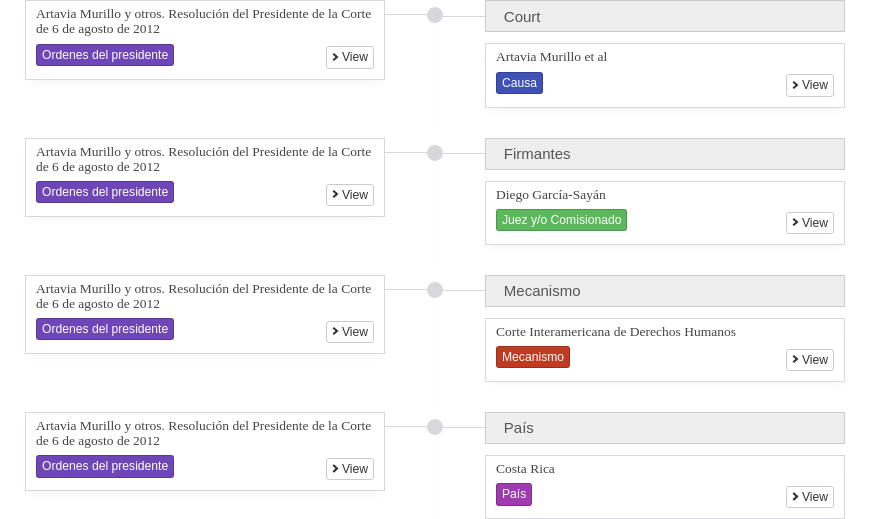 Artavia Murillo y otros. Resolución del Presidente de la Corte
de 6 de agosto de 2012
Ordenes del presidente
View
Court
Artavia Murillo et al
Causa
View
Artavia Murillo y otros. Resolución del Presidente de la Corte
de 6 de agosto de 2012
Ordenes del presidente
View
Firmantes
Diego García-Sayán
Juez y/o Comisionado
View
Artavia Murillo y otros. Resolución del Presidente de la Corte
de 6 de agosto de 2012
Ordenes del presidente
View
Mecanismo
Corte Interamericana de Derechos Humanos
Mecanismo
View
Artavia Murillo y otros. Resolución del Presidente de la Corte
de 6 de agosto de 2012
Ordenes del presidente
View
País
Costa Rica
País
View